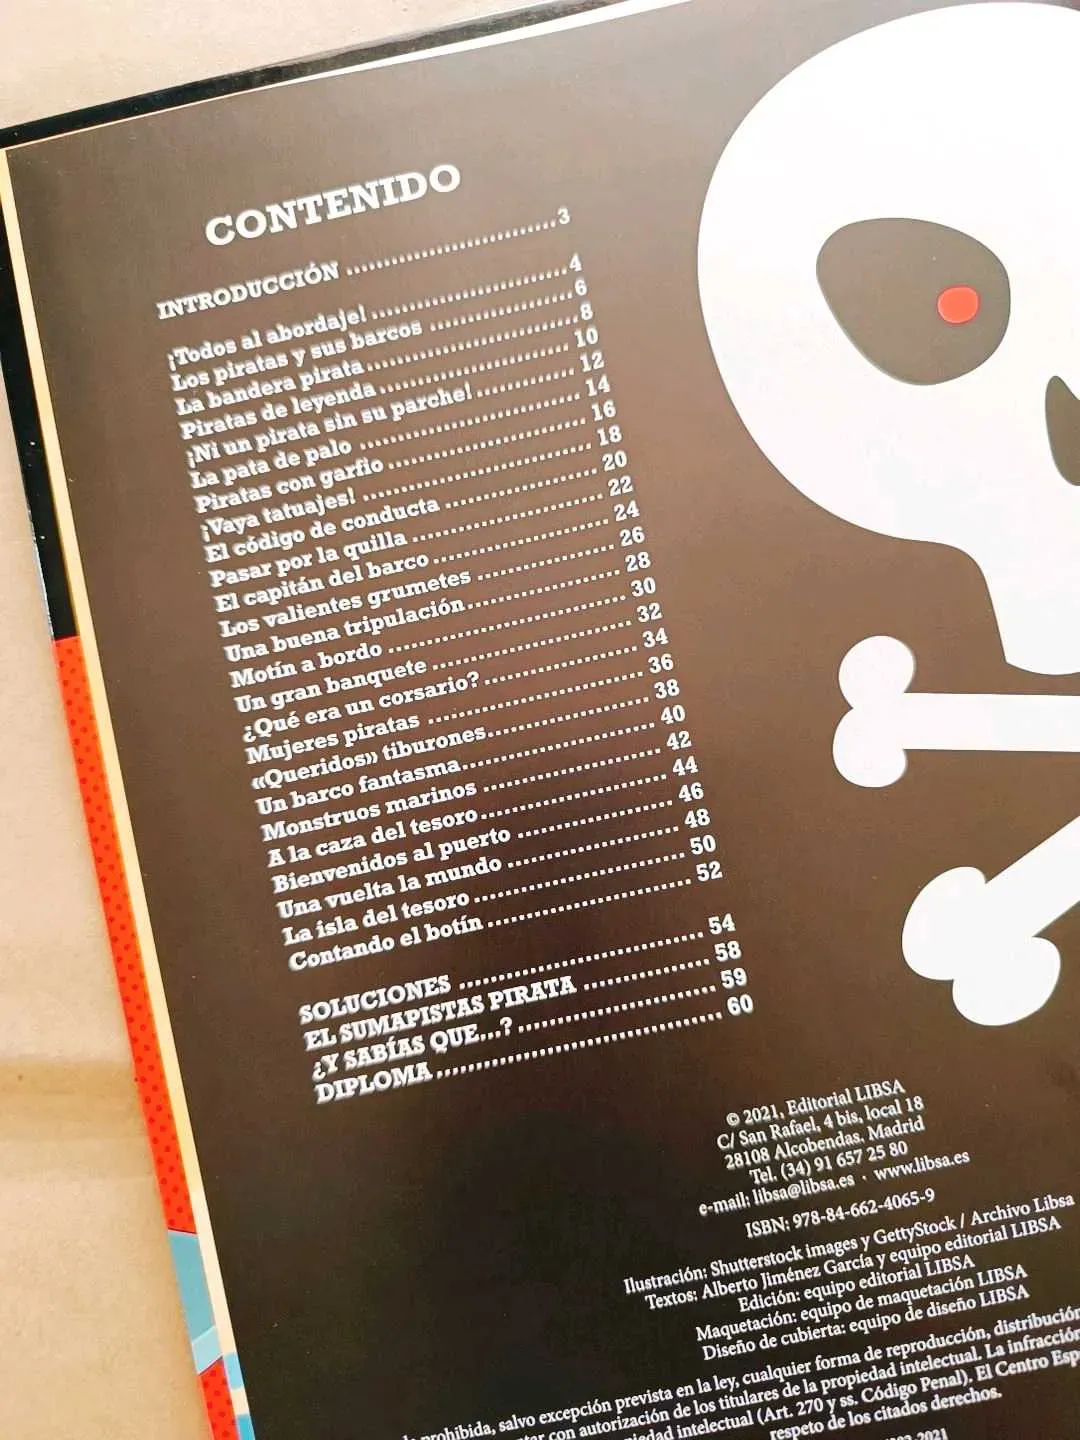 CONTENIDO
INTRODUCCIÓN ............................. 3
¡Todos al abordaje! ............................. 4
Los piratas y sus barcos .................... 6
La bandera pirata............................... 8
Piratas de leyenda............................ 10
¡Ni un pirata sin su parche!.............. 12
La pata de palo ................................ 14
Piratas con garfio............................. 16
¡Vaya tatuajes! ................................. 18
El código de conducta ...................... 20
Pasar por la quilla ............................ 22
El capitán del barco......................... 24
Los valientes grumetes .................... 26
Una buena tripulación...................... 28
Motín a bordo .................................. 30
Un gran banquete ............................ 32
¿Qué era un corsario?...................... 34
Mujeres piratas ................................ 36
«Queridos» tiburones....................... 38
Un barco fantasma........................... 40
Monstruos marinos .......................... 42
A la caza del tesoro.......................... 44
Bienvenidos al puerto ...................... 46
Una vuelta la mundo ........................ 48
La isla del tesoro .............................. 50
Contando el botín............................. 52
SOLUCIONES .................................. 54
EL SUMAPISTAS PIRATA ................. 58
¿Y SABÍAS QUE...? ........................... 59
DIPLOMA ........................................ 60
© 2021, Editorial LIBSA
C/ San Rafael, 4 bis, local 18
28108 Alcobendas. Madrid
Tel. (34) 91 657 25 80
e-mail: libsa@libsa.es · www.libsa.es
ISBN: 978-84-662-4065-9
Ilustración: Shutterstock images y GettyStock / Archivo Libsa
Textos: Alberto Jiménez García y equipo editorial LIBSA
Edición: equipo editorial LIBSA
Maquetación: equipo de maquetación LIBSA
Diseño de cubierta: equipo de diseño LIBSA
prohibida, salvo excepción prevista en la ley, cualquier forma de reproducción, distribución
con autorización de los titulares de la propiedad intelectual. La infracción
intelectual (Art. 270 y ss. Código Penal). El Centro
respeto de los citados derechos.
2021